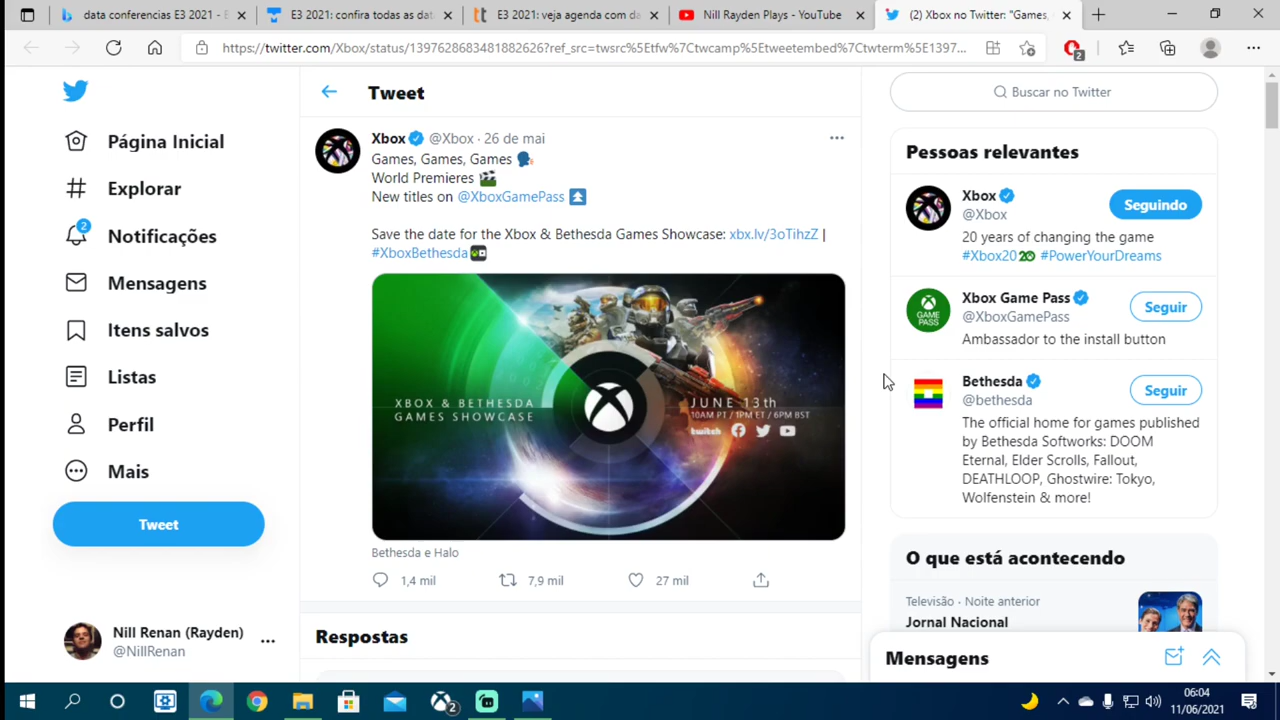 data conferencias E3 2021 - B
E3 2021: confira todas as dat
E3 2021: veja agenda com da
Nill Rayden Plays - YouTube
(2) Xbox no Twitter: "Games,
https://twitter.com/Xbox/status/1397628683481882626?ref_src=twsrc%5Etfw%7Ctwcamp%5Etweetembed%7Ctwterm%5E1397...
2
Tweet
Buscar no Twitter
Página Inicial
Explorar
2
Notificações
Mensagens
Itens salvos
Listas
Perfil
Mais
Tweet
Nill Renan (Rayden)
@NillRenan
Xbox @Xbox · 26 de mai
Games, Games, Games
World Premieres
New titles on @XboxGamePass
Save the date for the Xbox & Bethesda Games Showcase: xbx.lv/3oTihzZ |
#XboxBethesda
XBOX & BETHESDA
GAMES SHOWCASE
JUNE 13th
10AM PT / 1PM ET / 6PM BST
twitch
Bethesda e Halo
1,4 mil
7,9 mil
27 mil
Respostas
Pessoas relevantes
Xbox
@Xbox
Seguindo
20 years of changing the game
#Xbox20 #PowerYourDreams
GAME
PASS
Xbox Game Pass
@XboxGamePass
Seguir
Ambassador to the install button
Bethesda
@bethesda
Seguir
The official home for games published
by Bethesda Softworks: DOOM
Eternal, Elder Scrolls, Fallout,
DEATHLOOP, Ghostwire: Tokyo,
Wolfenstein & more!
O que está acontecendo
Televisão · Noite anterior
Jornal Nacional
Mensagens
2
06:04
11/06/2021